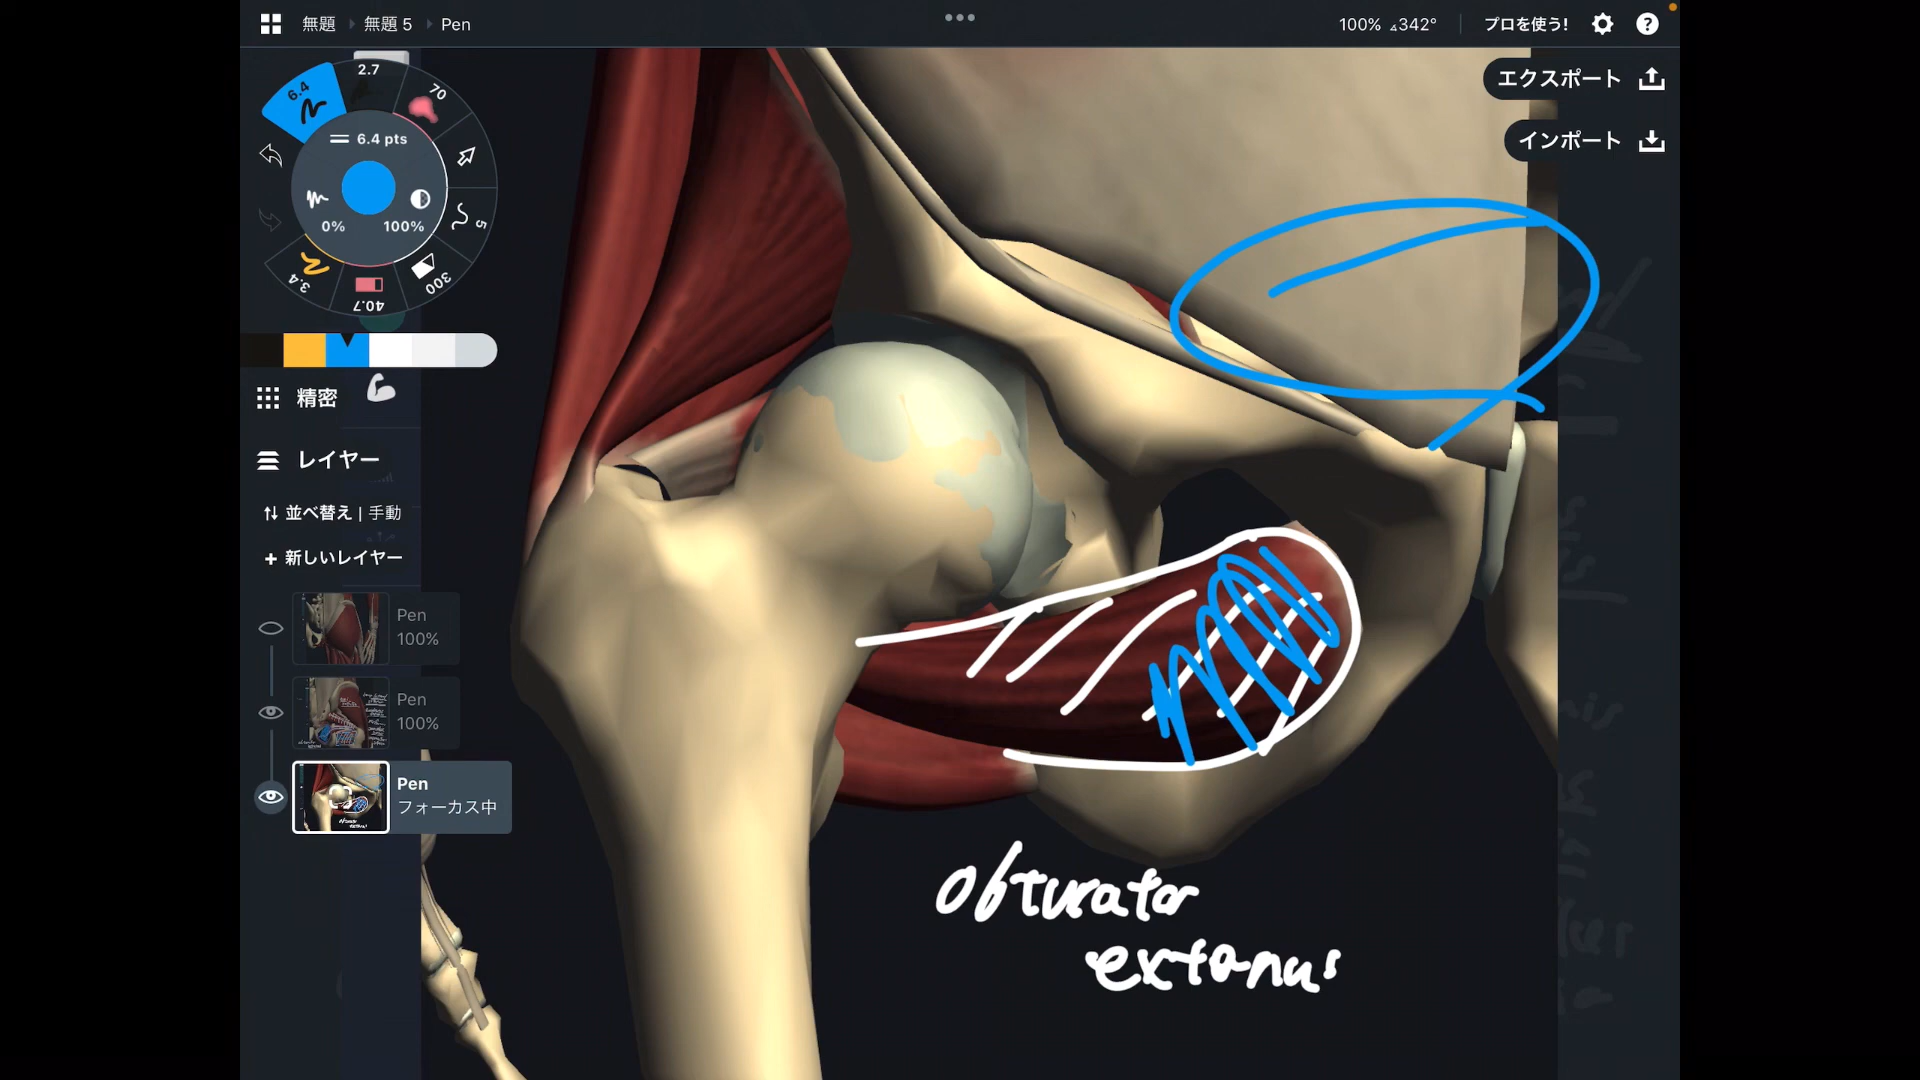 無題 無題 5 Pen
100% ⊿342° プロを使う!
エクスポート
インポート
2.7
6.4
70
6.4 pts
0% 100%
5
300
40.7
3.4
精密
レイヤー
並べ替え | 手動
+ 新しいレイヤー
Pen
100%
Pen
100%
Pen
フォーカス中
obturator
externus